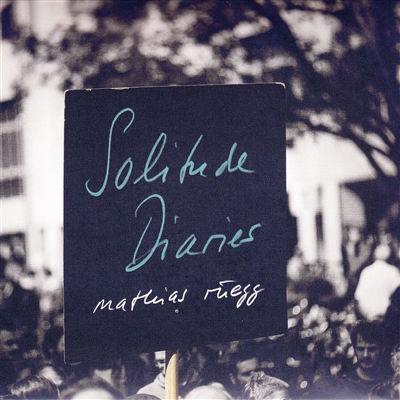 Solitude
Diaries
mathias rüegg